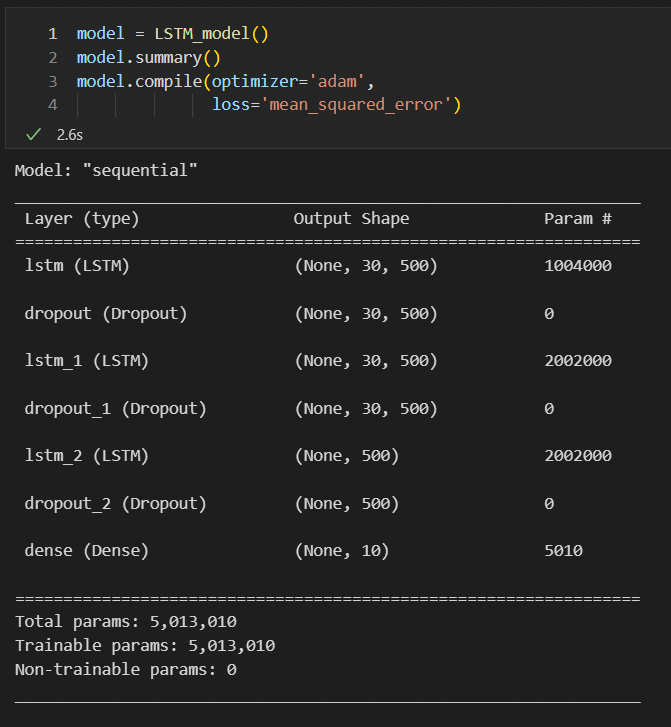 1 model = LSTM_model()
2 model.summary()
3 model.compile(optimizer='adam',
4 loss='mean_squared_error')
2.6s
Model: "sequential"
_________________________________________________________________
Layer (type) Output Shape Param #
=================================================================
lstm (LSTM) (None, 30, 500) 1004000
dropout (Dropout) (None, 30, 500) 0
lstm_1 (LSTM) (None, 30, 500) 2002000
dropout_1 (Dropout) (None, 30, 500) 0
lstm_2 (LSTM) (None, 500) 2002000
dropout_2 (Dropout) (None, 500) 0
dense (Dense) (None, 10) 5010
=================================================================
Total params: 5,013,010
Trainable params: 5,013,010
Non-trainable params: 0
_________________________________________________________________